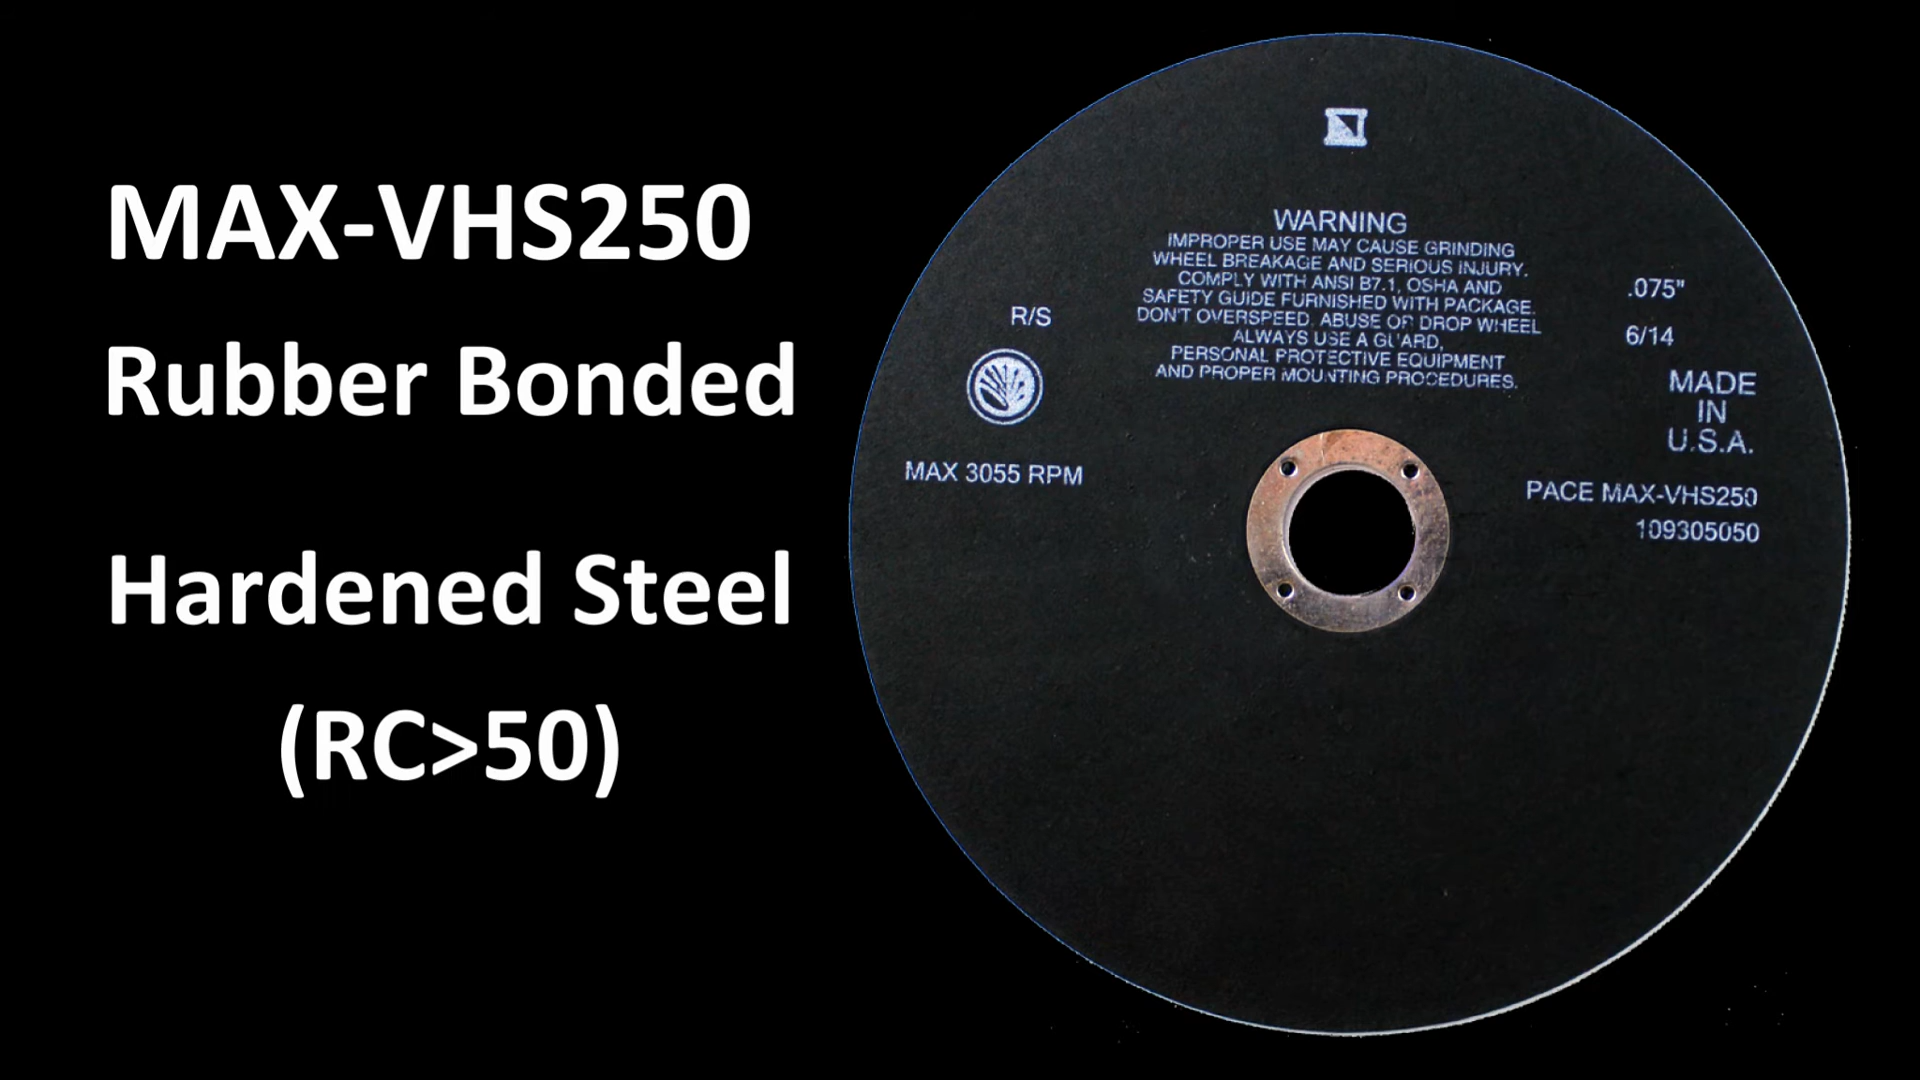 MAX-VHS250
Rubber Bonded
Hardened Steel
(RC>50)
WARNING
IMPROPER USE MAY CAUSE GRINDING
WHEEL BREAKAGE AND SERIOUS INJURY.
COMPLY WITH ANSI B7.1, OSHA AND
SAFETY GUIDE FURNISHED WITH PACKAGE.
DON'T OVERSPEED, ABUSE OR DROP WHEEL
ALWAYS USE A GUARD,
PERSONAL PROTECTIVE EQUIPMENT
AND PROPER MOUNTING PROCEDURES.
R/S
MAX 3055 RPM
.075"
6/14
MADE
IN
U.S.A.
PACE MAX-VHS250
109305050